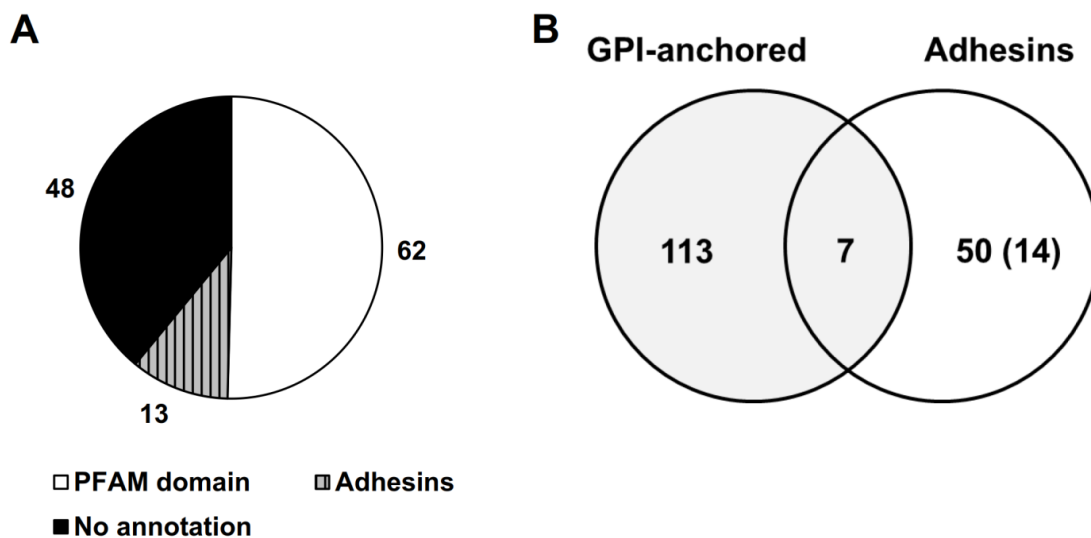 A
48
62
13
PFAM domain
Adhesins
No annotation
B
GPI-anchored
Adhesins
113
7
50 (14)